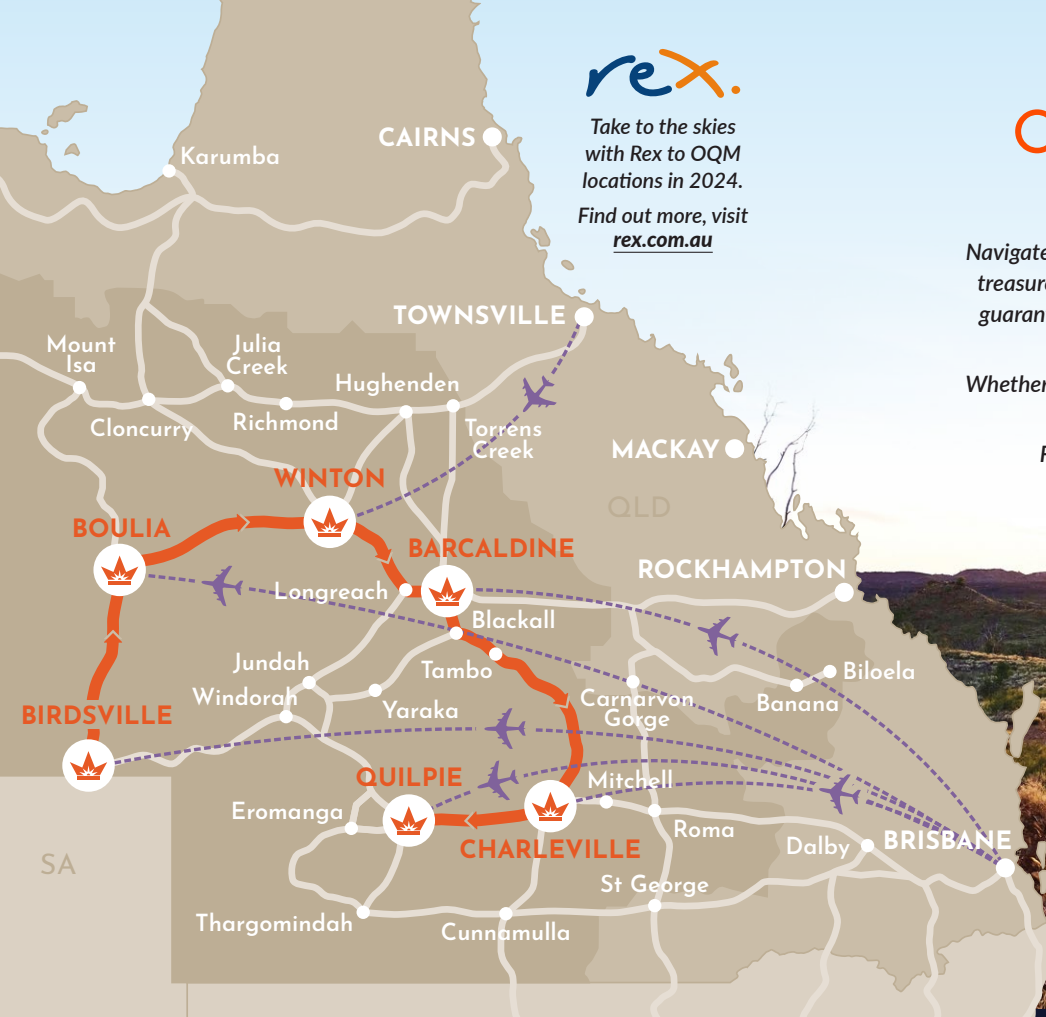 rex.
Take to the skies
with Rex to OQM
locations in 2024.
Find out more, visit
rex.com.au
Navigate
treasur
guaran
Whether
CAIRNS
Karumba
TOWNSVILLE
Mount
Isa
Julia
Creek
Hughenden
Cloncurry
Richmond
Torrens
Creek
MACKAY
WINTON
QLD
BOULIA
BARCALDINE
ROCKHAMPTON
Longreach
Blackall
Jundah
Tambo
Biloela
Windorah
Carnarvon
Gorge
Banana
Yaraka
BIRDSVILLE
QUILPIE
Mitchell
Eromanga
Roma
CHARLEVILLE
Dalby
BRISBANE
SA
St George
Thargomindah
Cunnamulla